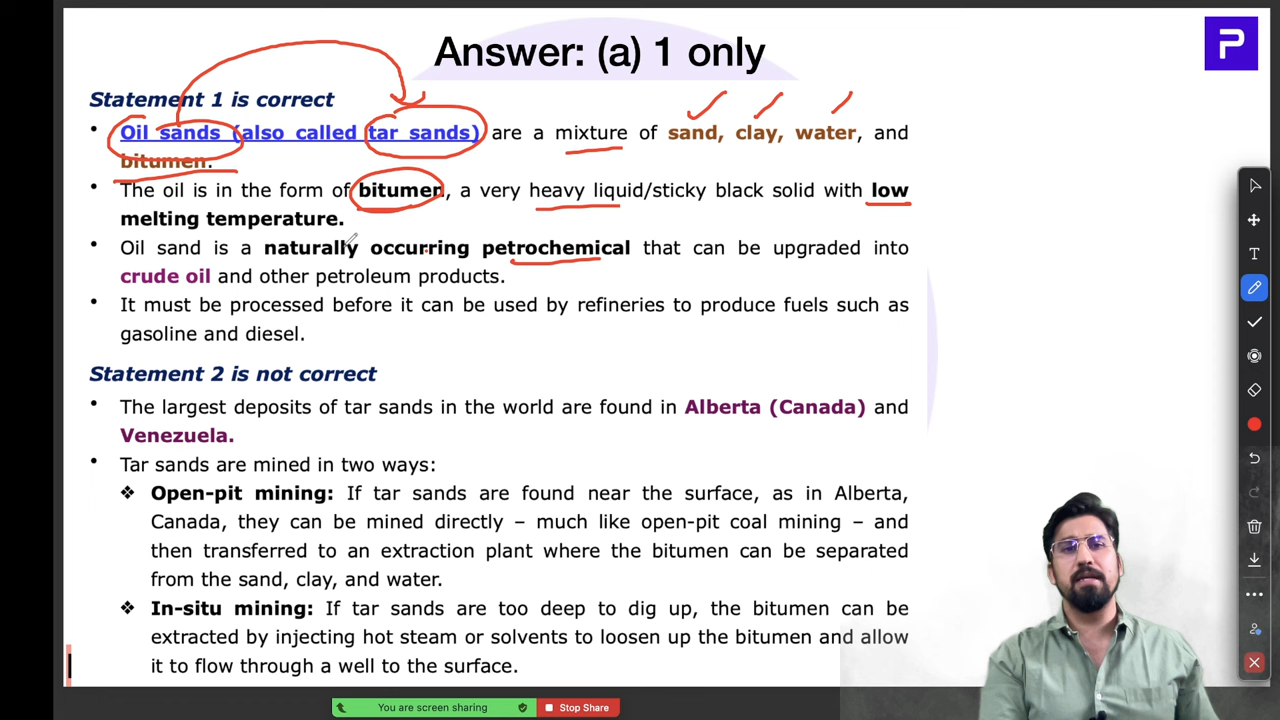 Answer: (a) 1 only
P
Statement 1 is correct
• Oil sands (also called tar sands) are a mixture of sand, clay, water, and
bitumen.
• The oil is in the form of bitumen, a very heavy liquid/sticky black solid with low
melting temperature.
• Oil sand is a naturally occurring petrochemical that can be upgraded into
crude oil and other petroleum products.
• It must be processed before it can be used by refineries to produce fuels such as
gasoline and diesel.
Statement 2 is not correct
• The largest deposits of tar sands in the world are found in Alberta (Canada) and
Venezuela.
• Tar sands are mined in two ways:
❖ Open-pit mining: If tar sands are found near the surface, as in Alberta,
Canada, they can be mined directly – much like open-pit coal mining – and
then transferred to an extraction plant where the bitumen can be separated
from the sand, clay, and water.
❖ In-situ mining: If tar sands are too deep to dig up, the bitumen can be
extracted by injecting hot steam or solvents to loosen up the bitumen and allow
it to flow through a well to the surface.
You are screen sharing
Stop Share